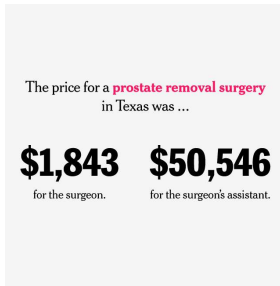 The price for a prostate removal surgery
in Texas was ...
$1,843 $50,546
for the surgeon. for the surgeon's assistant.